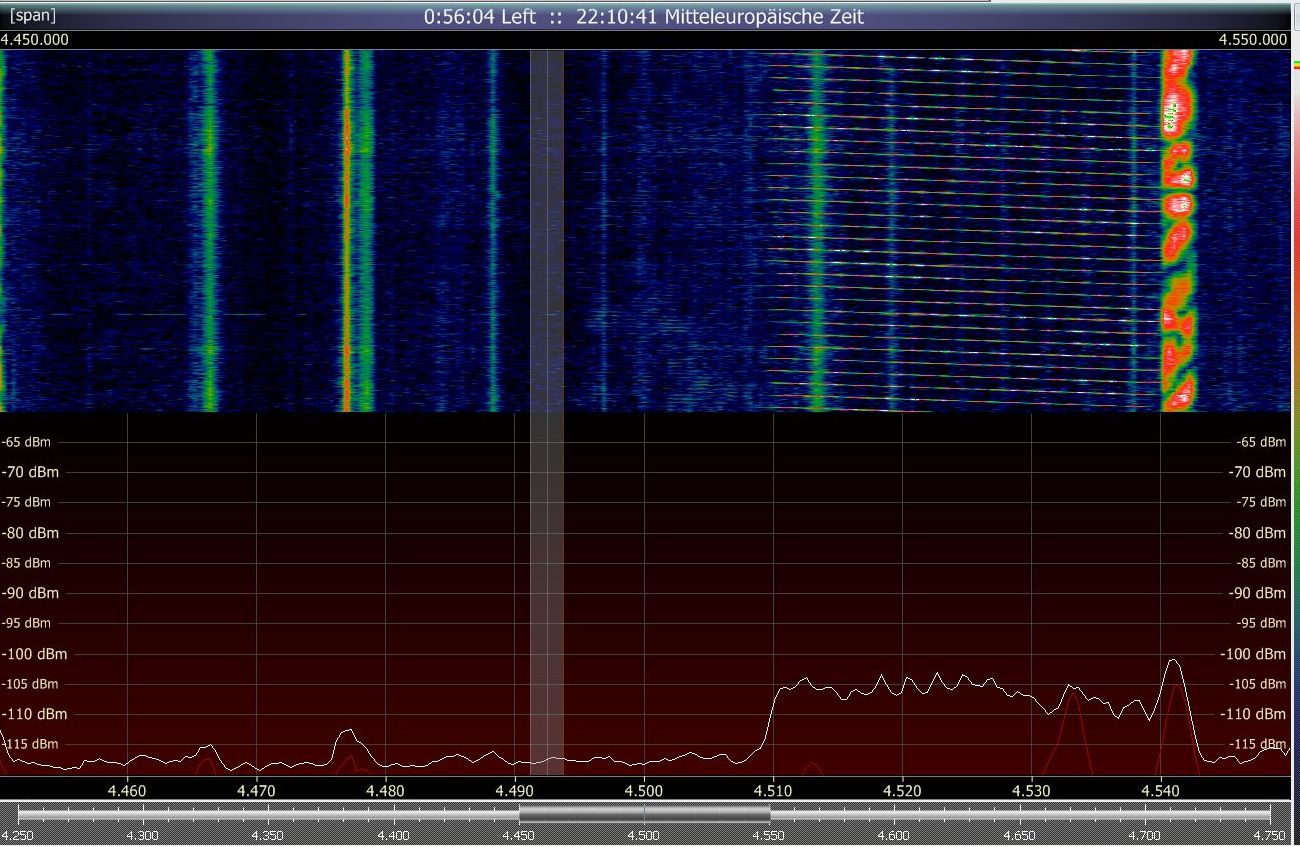 [span] 0:56:04 Left :: 22:10:41 Mitteleuropäische Zeit
4.450.000 4.550.000
-65 dBm -65 dBm
-70 dBm -70 dBm
-75 dBm -75 dBm
-80 dBm -80 dBm
-85 dBm -85 dBm
-90 dBm -90 dBm
-95 dBm -95 dBm
-100 dBm -100 dBm
-105 dBm -105 dBm
-110 dBm -110 dBm
-115 dBm -115 dBm
4.460 4.470 4.480 4.490 4.500 4.510 4.520 4.530 4.540
4.250 4.300 4.350 4.400 4.450 4.500 4.550 4.600 4.650 4.700 4.750